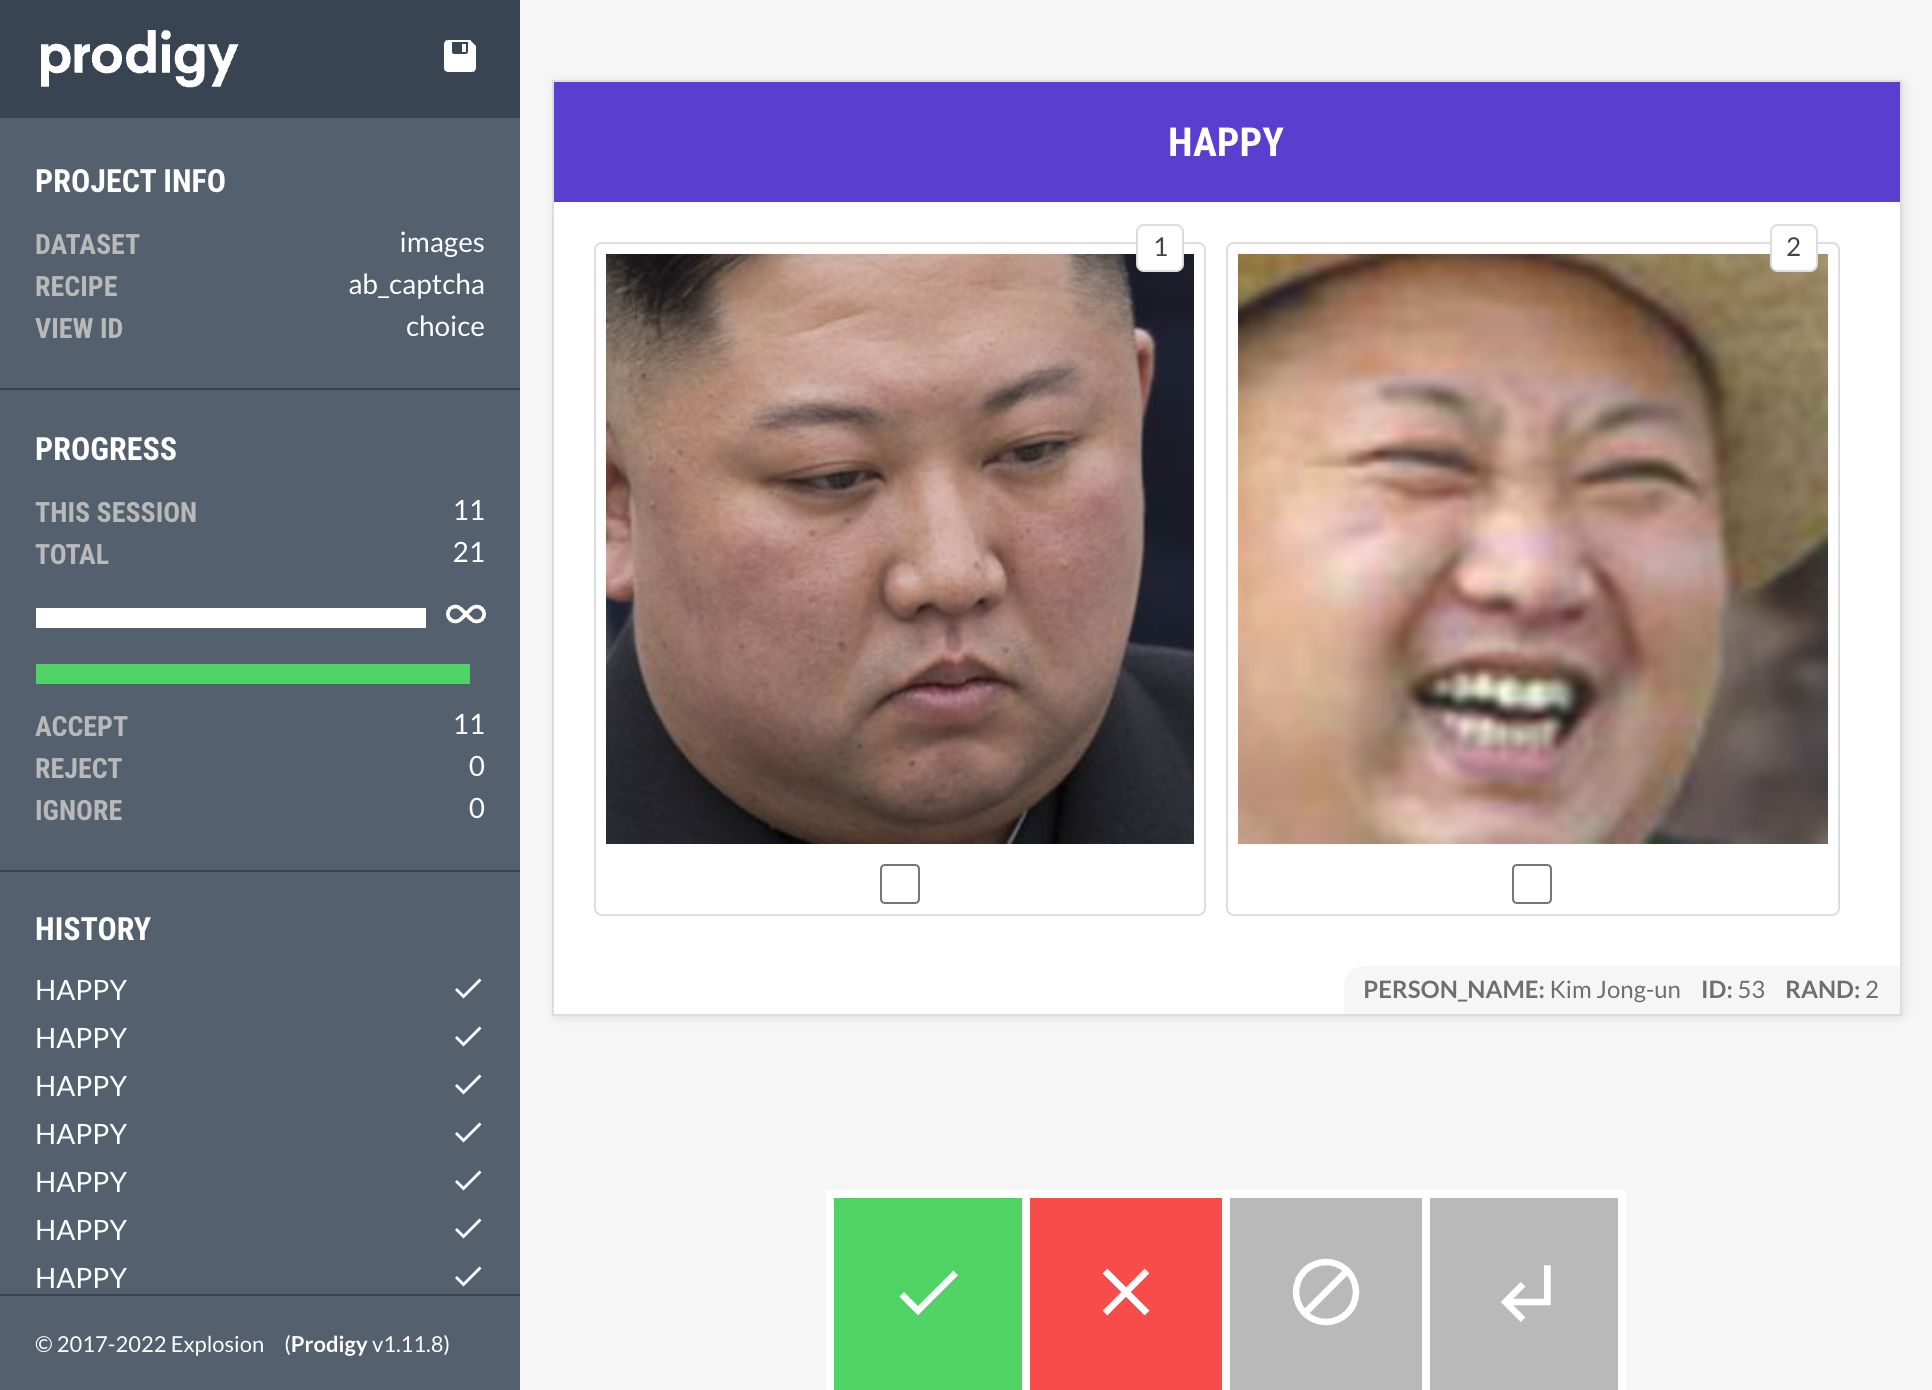 prodigy
PROJECT INFO
DATASET images
RECIPE ab_captcha
VIEW ID choice
PROGRESS
THIS SESSION 11
TOTAL 21
∞
ACCEPT 11
REJECT 0
IGNORE 0
HISTORY
HAPPY
HAPPY
HAPPY
HAPPY
HAPPY
HAPPY
HAPPY
© 2017-2022 Explosion (Prodigy v1.11.8)
HAPPY
1 2
PERSON_NAME: Kim Jong-un ID: 53 RAND: 2